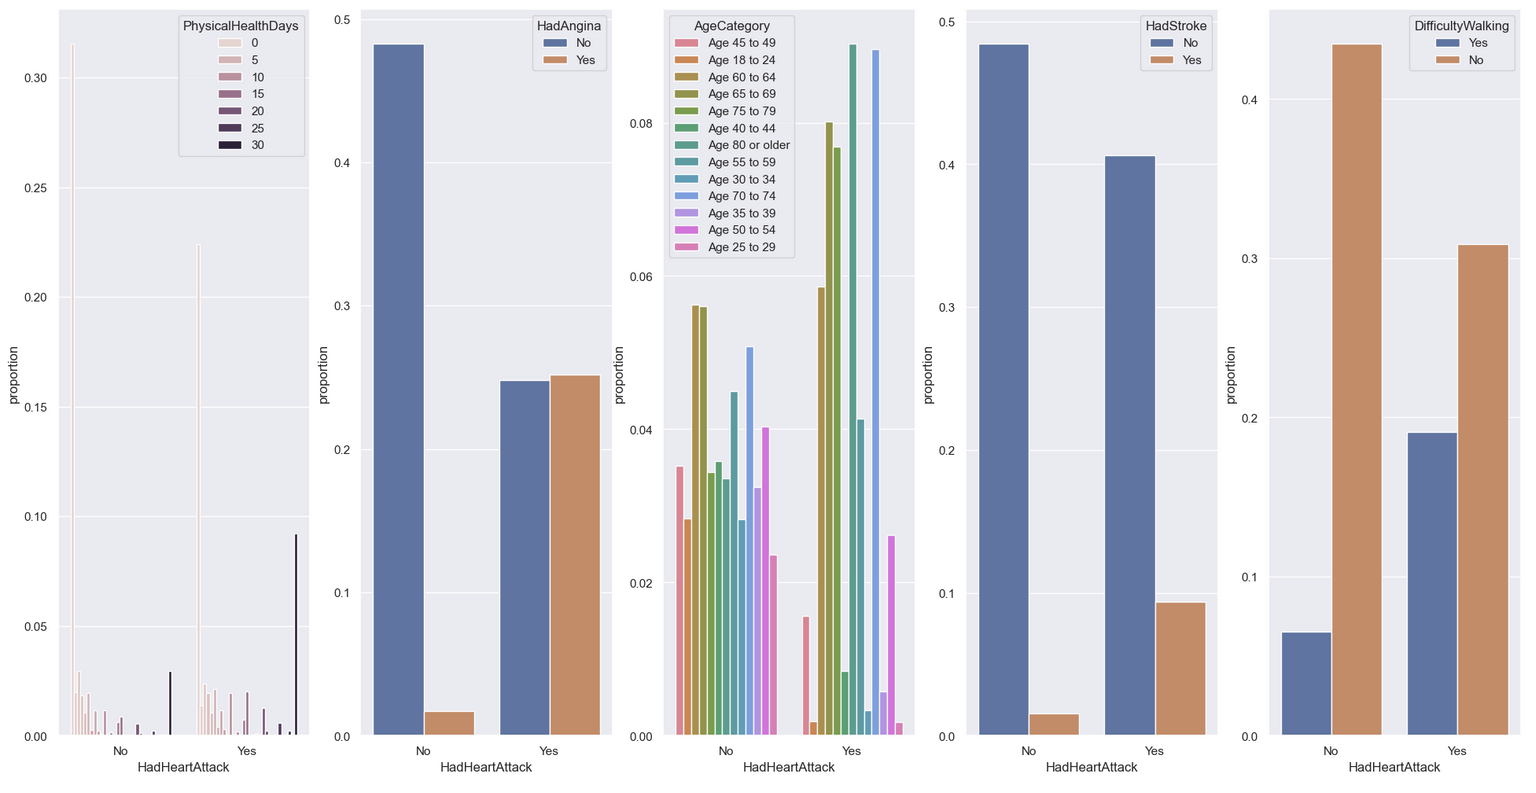 PhysicalHealthDays
0
5
10
15
20
25
30
0.30
0.25
0.20
0.15
0.10
0.05
0.00
proportion
No
Yes
HadHeartAttack
HadAngina
No
Yes
0.5
0.4
0.3
0.2
0.1
0.0
proportion
No
Yes
HadHeartAttack
AgeCategory
Age 45 to 49
Age 18 to 24
Age 60 to 64
Age 65 to 69
Age 75 to 79
Age 40 to 44
Age 80 or older
Age 55 to 59
Age 30 to 34
Age 70 to 74
Age 35 to 39
Age 50 to 54
Age 25 to 29
0.08
0.06
0.04
0.02
0.00
proportion
No
Yes
HadHeartAttack
HadStroke
No
Yes
0.5
0.4
0.3
0.2
0.1
0.0
proportion
No
Yes
HadHeartAttack
DifficultyWalking
Yes
No
0.4
0.3
0.2
0.1
0.0
proportion
No
Yes
HadHeartAttack